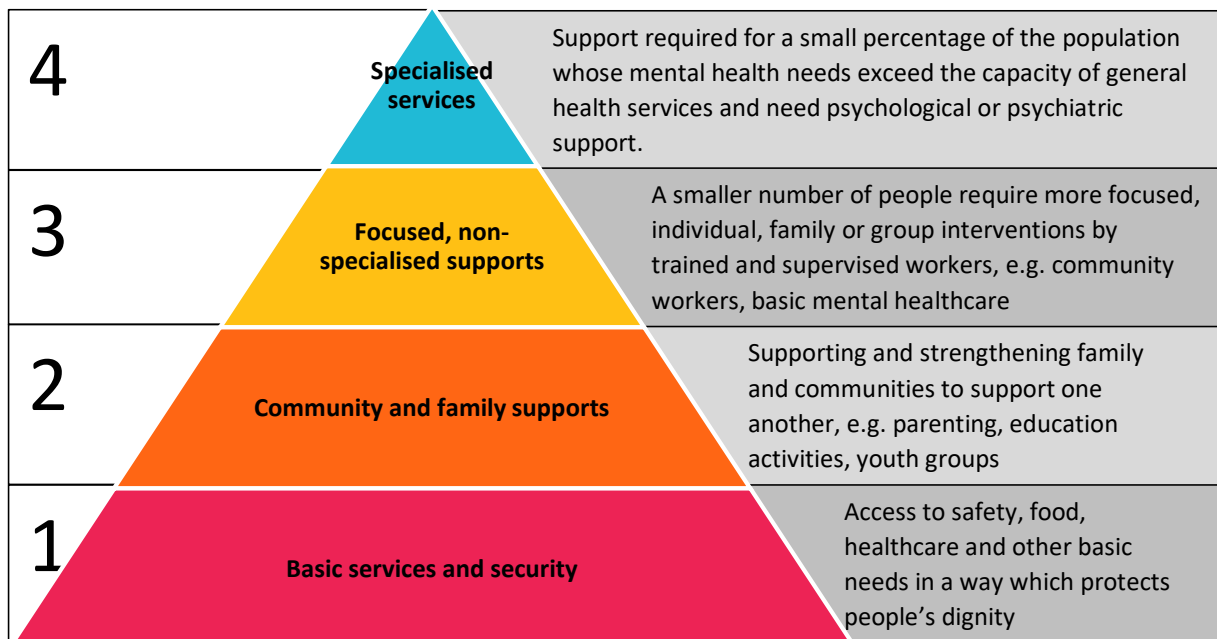 4
Specialised
services
Support required for a small percentage of the population
whose mental health needs exceed the capacity of general
health services and need psychological or psychiatric
support.
3
Focused, non-
specialised supports
A smaller number of people require more focused,
individual, family or group interventions by
trained and supervised workers, e.g. community
workers, basic mental healthcare
2
Community and family supports
Supporting and strengthening family
and communities to support one
another, e.g. parenting, education
activities, youth groups
1
Basic services and security
Access to safety, food,
healthcare and other basic
needs in a way which protects
people’s dignity